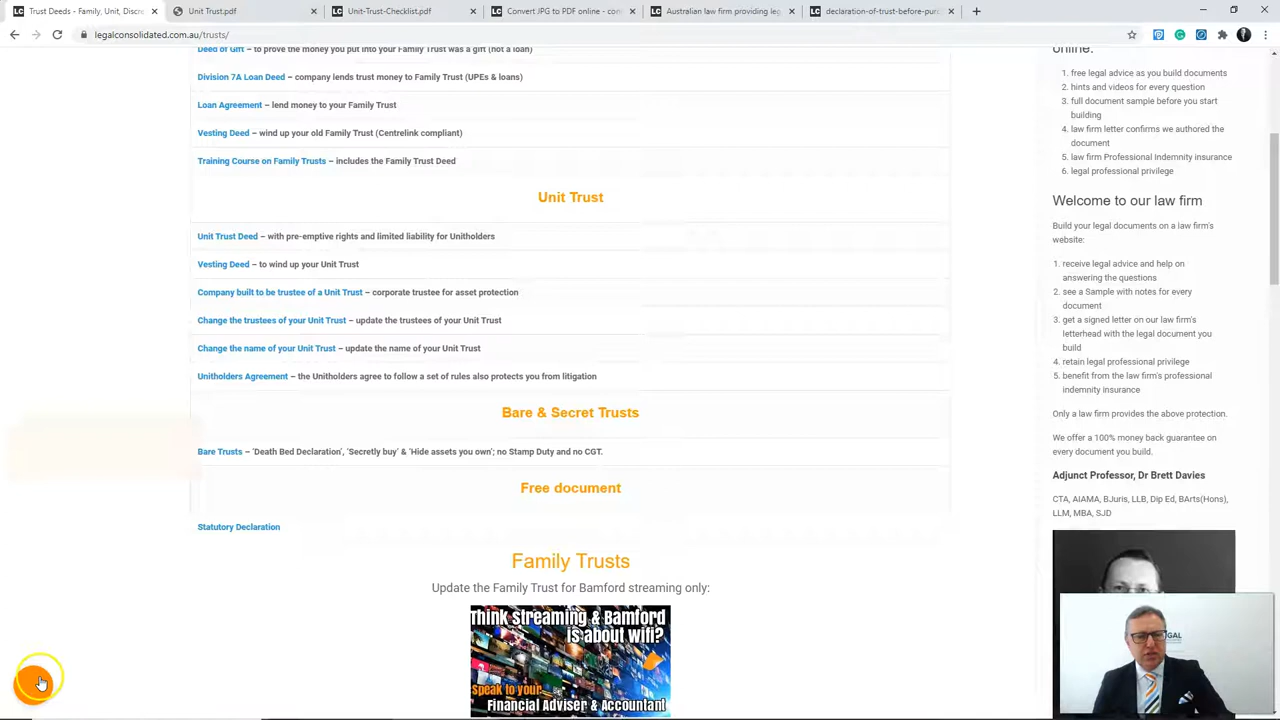 Trust Deeds - Family, Unit, Discre
Unit Trust.pdf
Unit-Trust-Checklist.pdf
Convert JPG to PDF online - con
Australian law firm providing leg
declaration-of-trust-before-pur
legalconsolidated.com.au/trusts/
Deed of Gift – to prove the money you put into your Family Trust was a gift (not a loan)
Division 7A Loan Deed – company lends trust money to Family Trust (UPEs & loans)
Loan Agreement – lend money to your Family Trust
Vesting Deed – wind up your old Family Trust (Centrelink compliant)
Training Course on Family Trusts – includes the Family Trust Deed
Unit Trust
Unit Trust Deed – with pre-emptive rights and limited liability for Unitholders
Vesting Deed – to wind up your Unit Trust
Company built to be trustee of a Unit Trust – corporate trustee for asset protection
Change the trustees of your Unit Trust – update the trustees of your Unit Trust
Change the name of your Unit Trust – update the name of your Unit Trust
Unitholders Agreement – the Unitholders agree to follow a set of rules also protects you from litigation
Bare & Secret Trusts
Bare Trusts – 'Death Bed Declaration', 'Secretly buy' & 'Hide assets you own'; no Stamp Duty and no CGT.
Free document
Statutory Declaration
Family Trusts
Update the Family Trust for Bamford streaming only:
Think streaming & Bamford
is about wifi?
Speak to your
Financial Adviser & Accountant
online:
1. free legal advice as you build documents
2. hints and videos for every question
3. full document sample before you start
building
4. law firm letter confirms we authored the
document
5. law firm Professional Indemnity insurance
6. legal professional privilege
Welcome to our law firm
Build your legal documents on a law firm's
website:
1. receive legal advice and help on
answering the questions
2. see a Sample with notes for every
document
3. get a signed letter on our law firm's
letterhead with the legal document you
build
4. retain legal professional privilege
5. benefit from the law firm's professional
indemnity insurance
Only a law firm provides the above protection.
We offer a 100% money back guarantee on
every document you build.
Adjunct Professor, Dr Brett Davies
CTA, AIAMA, BJuris, LLB, Dip Ed, BArts(Hons),
LLM, MBA, SJD
GAL